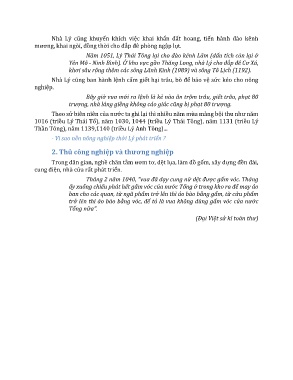 Nhà Lý cũng khuyến khích việc khai khẩn đất hoang, tiến hành đào kênh
mương, khai ngòi, đồng thời cho đắp đê phòng ngập lụt.
Năm 1051, Lý Thái Tông lại cho đào kênh Lẫm (dấu tích còn lại ở
Yên Mô - Ninh Bình). Ở khu vực gần Thăng Long, nhà Lý cho đắp đê Cơ Xá,
khơi sâu rộng thêm các sông Lãnh Kinh (1089) và sông Tô Lịch (1192).
Nhà Lý cũng ban hành lệnh cấm giết hại trâu, bò để bảo vệ sức kéo cho nông
nghiệp.
Bấy giờ vua mới ra lệnh là kẻ nào ăn trộm trâu, giết trâu, phạt 80
trượng, nhà láng giềng không cáo giác cũng bị phạt 80 trượng.
Theo sử biên niên của nước ta ghi lại thì nhiều năm mùa màng bội thu như năm
1016 (triều Lý Thái Tổ), năm 1030, 1044 (triều Lý Thái Tông), năm 1131 (triều Lý
Thần Tông), năm 1139,1140 (triều Lý Anh Tông)...
- Vì sao nền nông nghiệp thời Lý phát triển ?
2. Thủ công nghiệp và thương nghiệp
Trong dân gian, nghề chăn tằm ươm tơ, dệt lụa, làm đồ gốm, xây dựng đền đài,
cung điện, nhà cửa rất phát triển.
Tháng 2 năm 1040, "vua đã dạy cung nữ dệt được gấm vóc. Tháng
ấy xuống chiếu phát hết gấm vóc của nước Tống ở trong kho ra để may áo
ban cho các quan, từ ngũ phẩm trở lên thì áo bào bằng gấm, từ cửu phẩm
trở lên thì áo bào bằng vóc, để tỏ là vua không dùng gấm vóc của nước
Tống nữa".
(Đại Việt sử kí toàn thư)